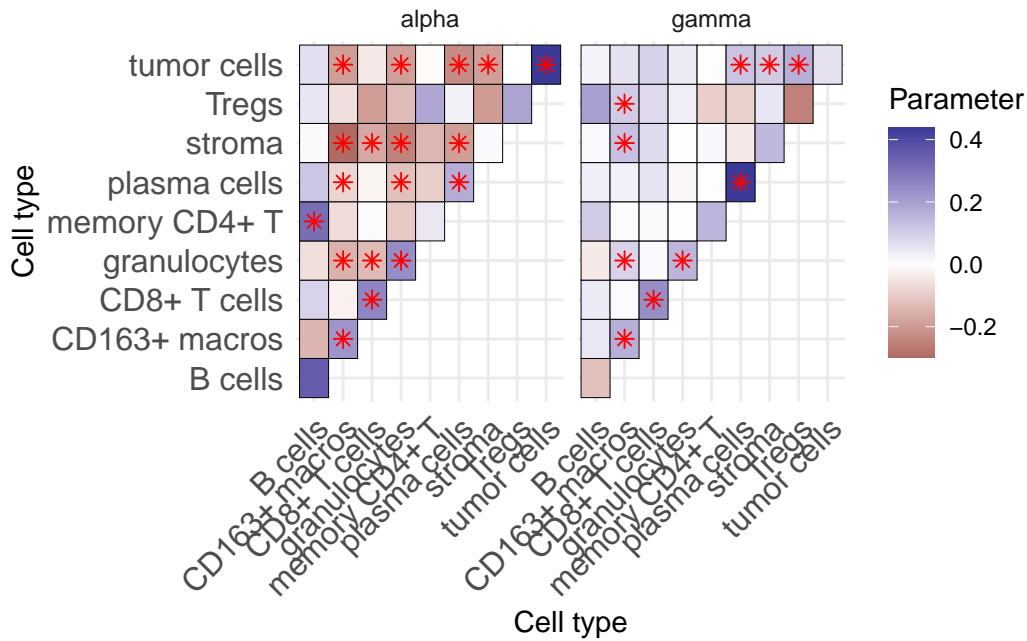 alpha
gamma
Cell type
tumor cells
Tregs
stroma
plasma cells
memory CD4+ T
granulocytes
CD8+ T cells
CD163+ macros
B cells
B cells
CD163+ macros
CD8+ T cells
granulocytes
memory CD4+ T
plasma cells
stroma
Tregs
tumor cells
B cells
CD163+ macros
CD8+ T cells
granulocytes
memory CD4+ T
plasma cells
stroma
Tregs
tumor cells
Cell type
Parameter
0.4
0.2
0.0
−0.2